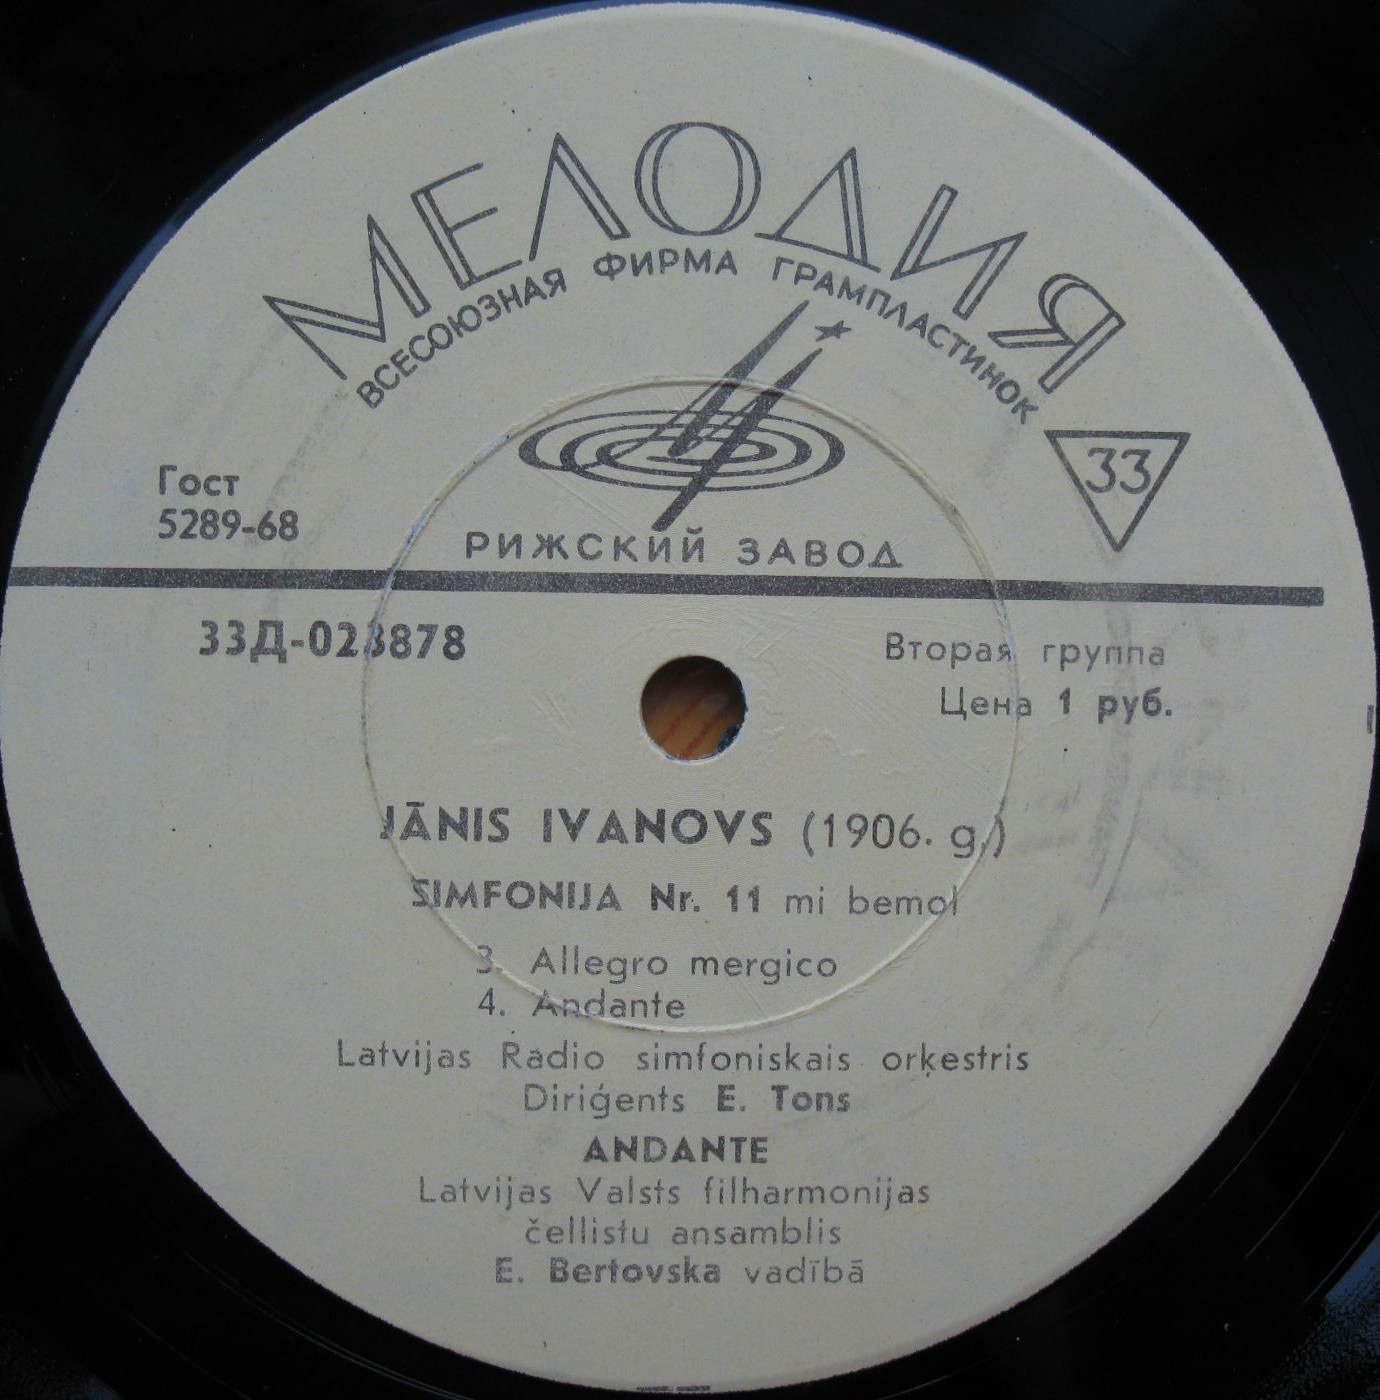 МЕЛОДИЯ
ВСЕСОЮЗНАЯ ФИРМА ГРАМПЛАСТИНОК
33
Гост
5289-68
РИЖСКИЙ ЗАВОД
33Д-023878
Вторая группа
Цена 1 руб.
JĀNIS IVANOVS (1906. g.)
SIMFONIJA Nr. 11 mi bemol
3. Allegro mergico
4. Andante
Latvijas Radio simfoniskais orķestris
Diriģents E. Tons
ANDANTE
Latvijas Valsts filharmonijas
čellistu ansamblis
E. Bertovska vadībā